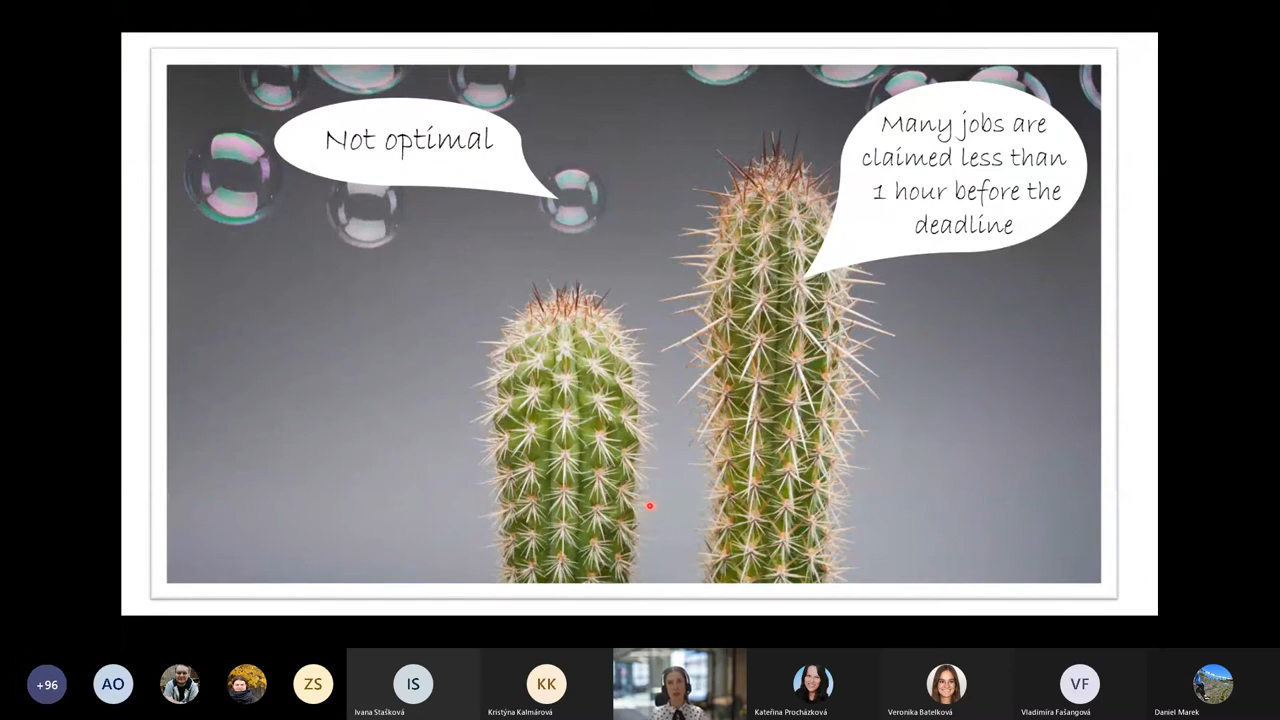 Not optimal
Many jobs are
claimed less than
1 hour before the
deadline
+96
AO
ZS
IS
Ivana Stašková
KK
Kristýna Kalmárová
Kateřina Procházková
Veronika Batelková
VF
Vladimíra Fašangová
Daniel Marek